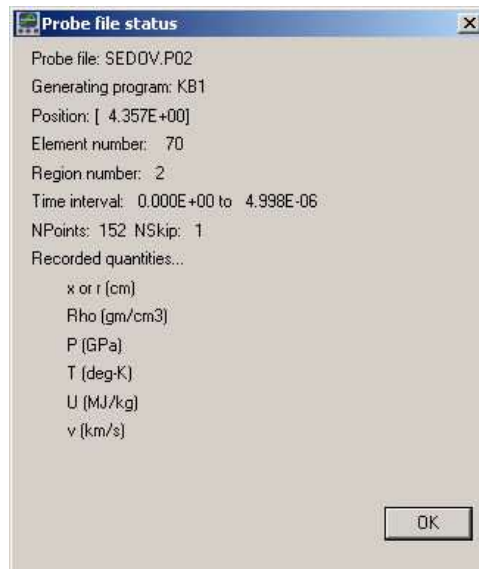 Probe file status
Probe file: SEDOV.P02
Generating program: KB1
Position: [ 4.357E+00]
Element number: 70
Region number: 2
Time interval: 0.000E+00 to 4.998E-06
NPoints: 152 NSkip: 1
Recorded quantities...
x or r (cm)
Rho (gm/cm3)
P (GPa)
T (deg-K)
U (MJ/kg)
v (km/s)
OK